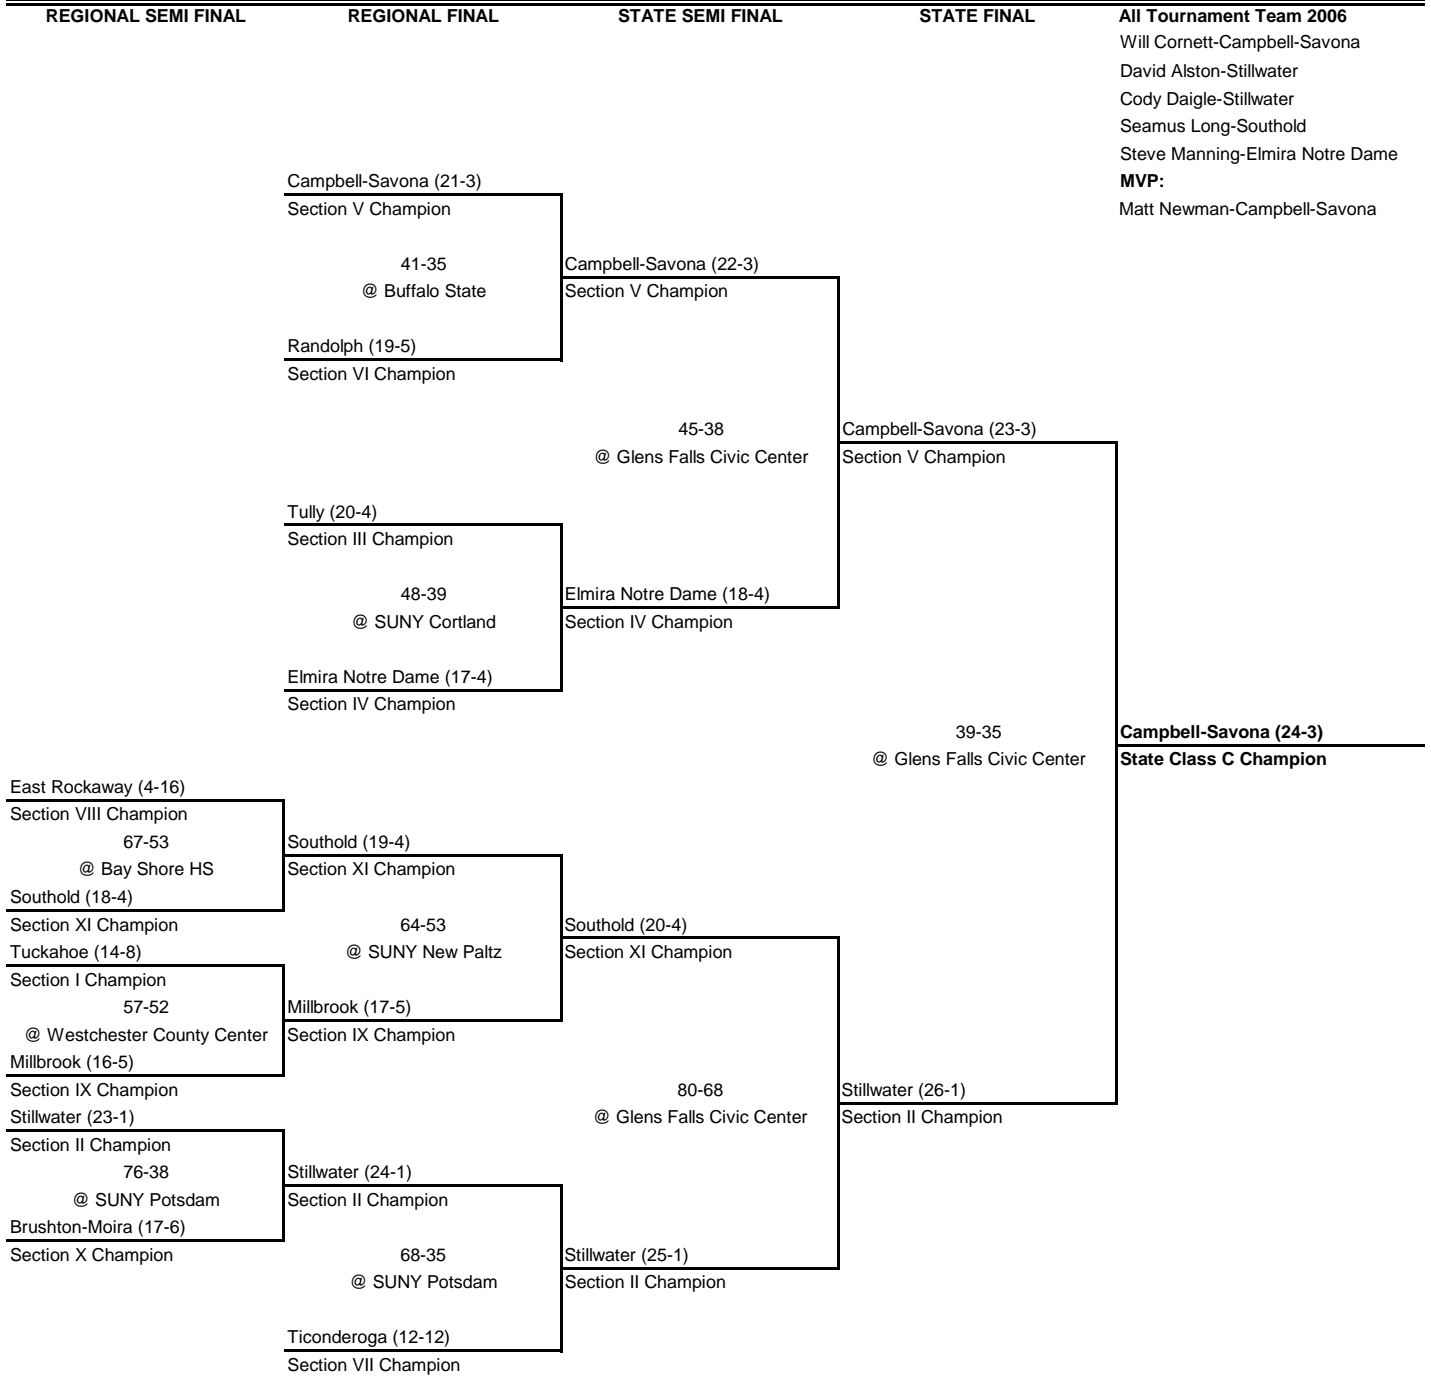 REGIONAL SEMI FINAL REGIONAL FINAL STATE SEMI FINAL STATE FINAL All Tournament Team 2006
Will Cornett-Campbell-Savona
David Alston-Stillwater
Cody Daigle-Stillwater
Seamus Long-Southold
Steve Manning-Elmira Notre Dame
Campbell-Savona (21-3) MVP:
Section V Champion Matt Newman-Campbell-Savona
41-35 Campbell-Savona (22-3)
@ Buffalo State Section V Champion
Randolph (19-5)
Section VI Champion
45-38 Campbell-Savona (23-3)
@ Glens Falls Civic Center Section V Champion
Tully (20-4)
Section III Champion
48-39 Elmira Notre Dame (18-4)
@ SUNY Cortland Section IV Champion
Elmira Notre Dame (17-4)
Section IV Champion
39-35 Campbell-Savona (24-3)
@ Glens Falls Civic Center State Class C Champion
East Rockaway (4-16)
Section VIII Champion
67-53 Southold (19-4)
@ Bay Shore HS Section XI Champion
Southold (18-4)
Section XI Champion 64-53 Southold (20-4)
Tuckahoe (14-8) @ SUNY New Paltz Section XI Champion
Section I Champion
57-52 Millbrook (17-5)
@ Westchester County Center Section IX Champion
Millbrook (16-5)
Section IX Champion 80-68 Stillwater (26-1)
Stillwater (23-1) @ Glens Falls Civic Center Section II Champion
Section II Champion
76-38 Stillwater (24-1)
@ SUNY Potsdam Section II Champion
Brushton-Moira (17-6)
Section X Champion 68-35 Stillwater (25-1)
@ SUNY Potsdam Section II Champion
Ticonderoga (12-12)
Section VII Champion